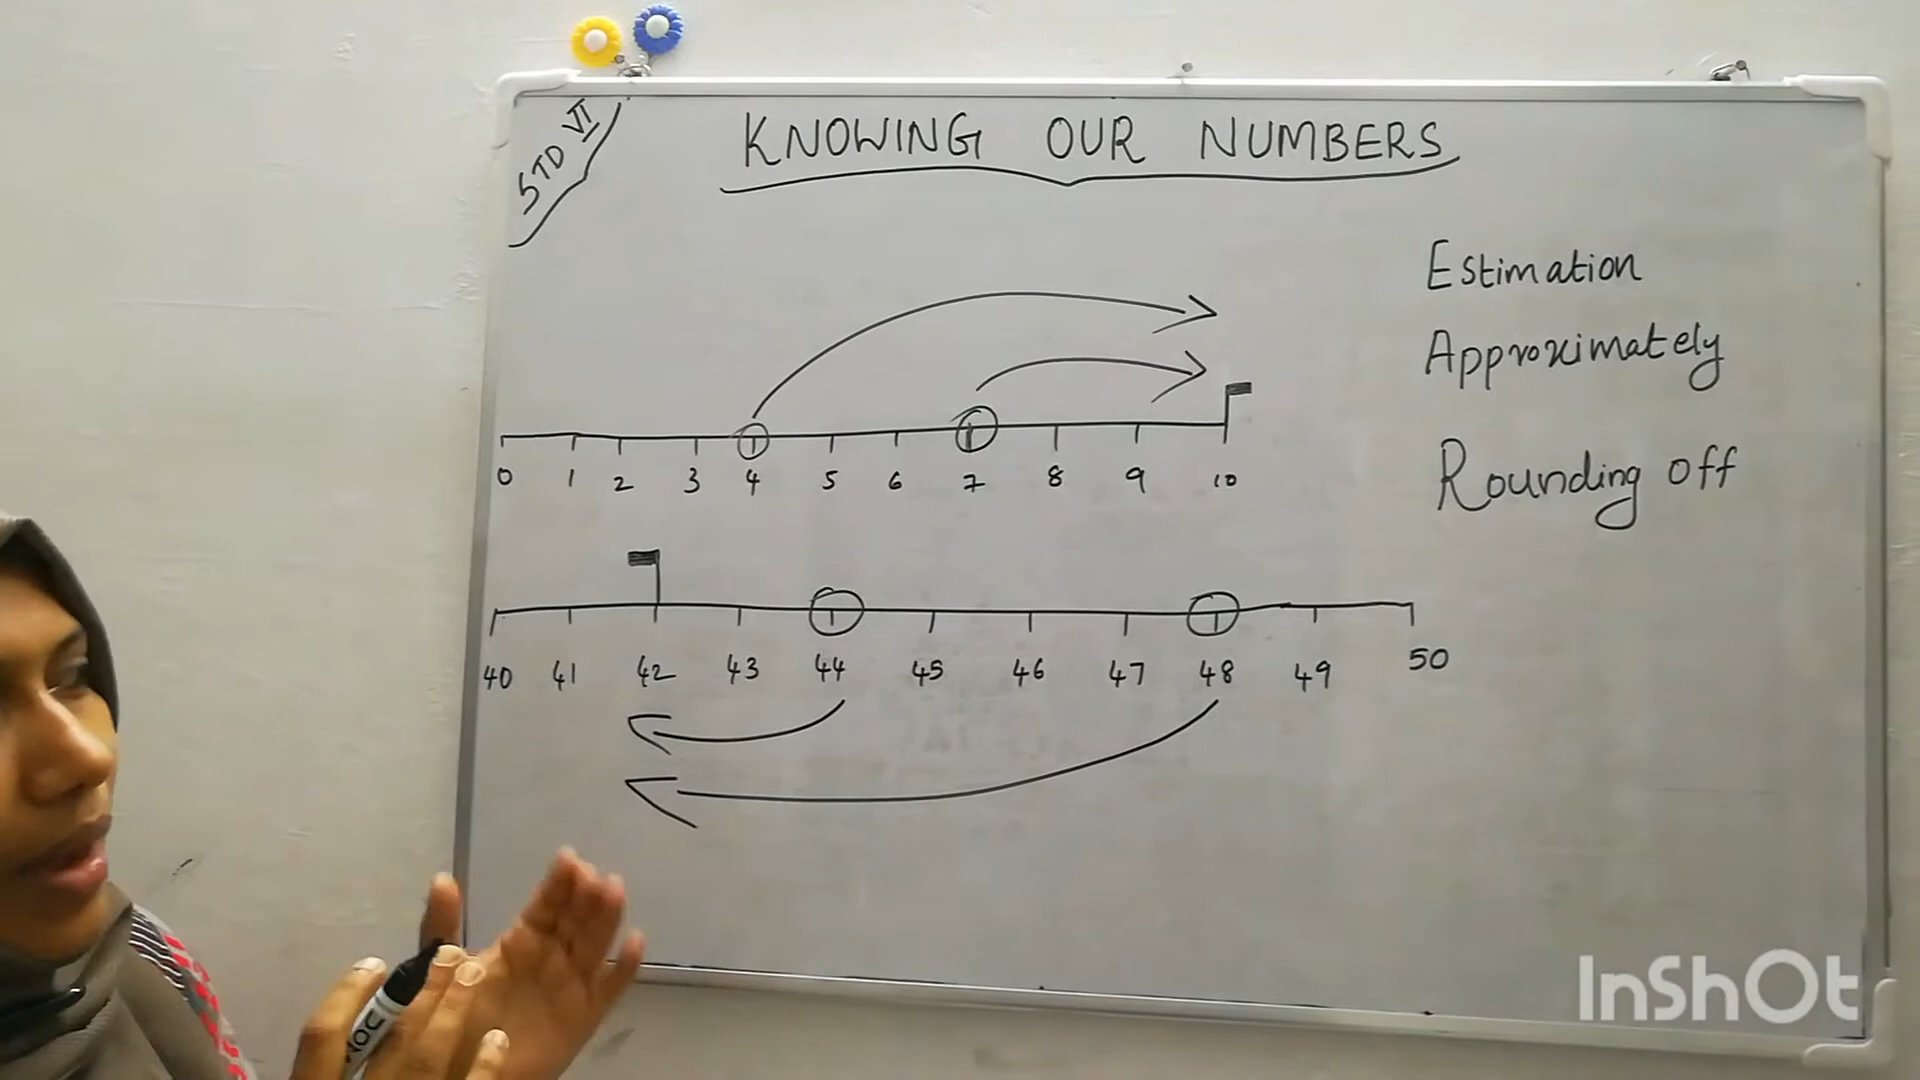 STD VI
KNOWING OUR NUMBERS
Estimation
Approximately
Rounding off
0 1 2 3 4 5 6 7 8 9 10
40 41 42 43 44 45 46 47 48 49 50
InShOt